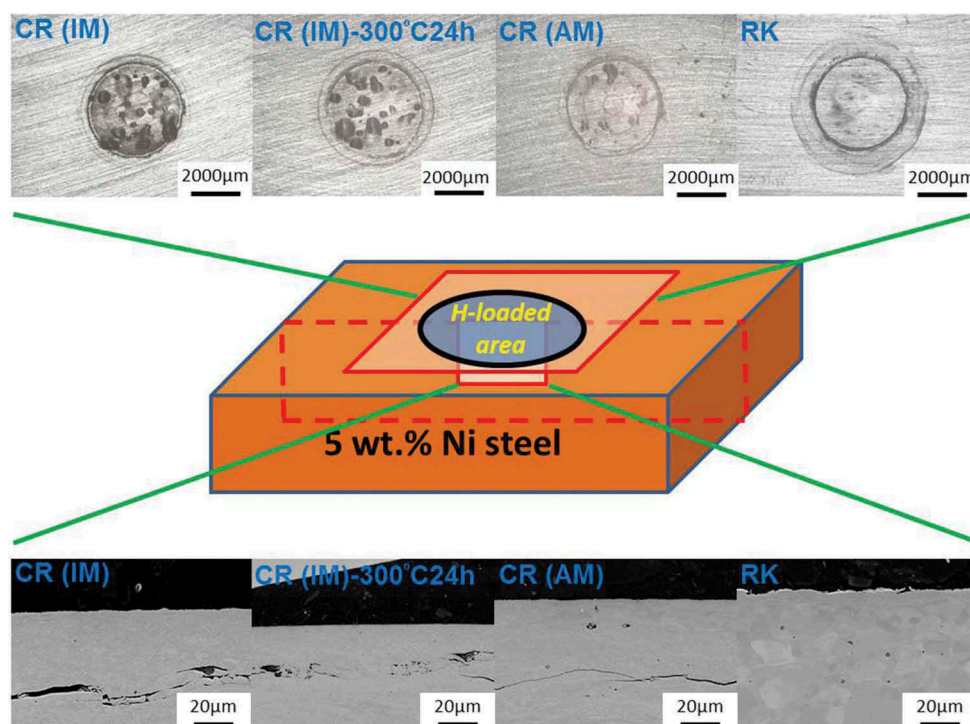 CR (IM)
CR (IM)-300°C24h
CR (AM)
RK
2000μm
2000μm
2000μm
2000μm
H-loaded
area
5 wt.% Ni steel
CR (IM)
CR (IM)-300°C24h
CR (AM)
RK
20μm
20μm
20μm
20μm